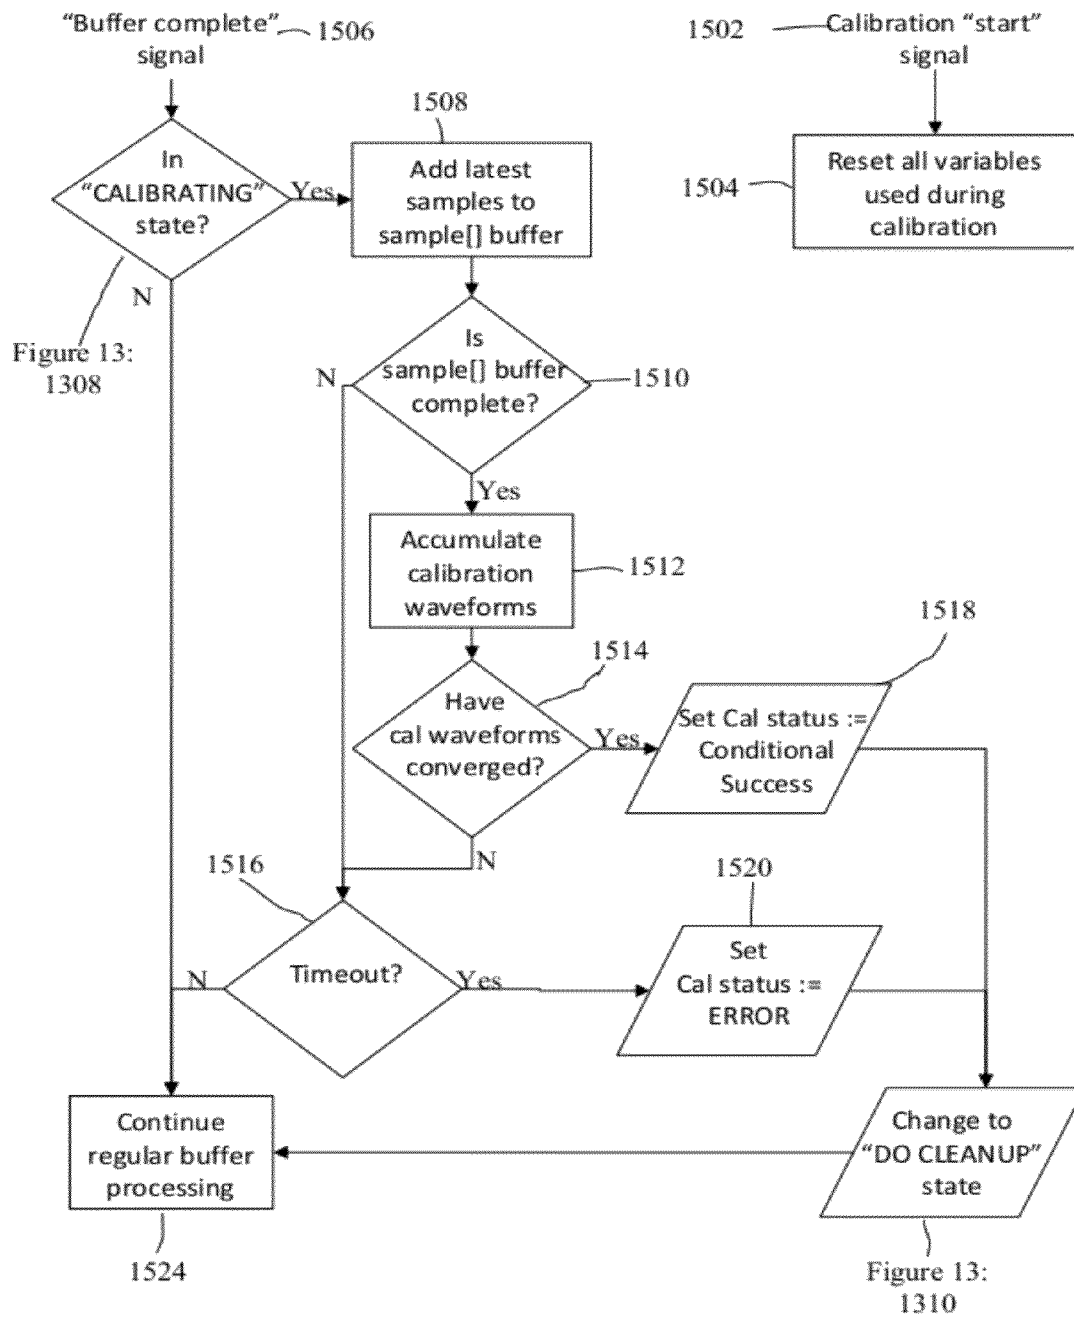 “Buffer complete”
signal
1506
1502
Calibration “start”
signal
1508
In
“CALIBRATING”
state?
Yes
Add latest
samples to
sample[] buffer
1504
Reset all variables
used during
calibration
N
Figure 13:
1308
Is
sample[] buffer
complete?
N
1510
Yes
Accumulate
calibration
waveforms
1512
1514
1518
Have
cal waveforms
converged?
Yes
Set Cal status :=
Conditional
Success
N
1516
1520
Timeout?
N
Yes
Set
Cal status :=
ERROR
Continue
regular buffer
processing
Change to
“DO CLEANUP”
state
1524
Figure 13:
1310